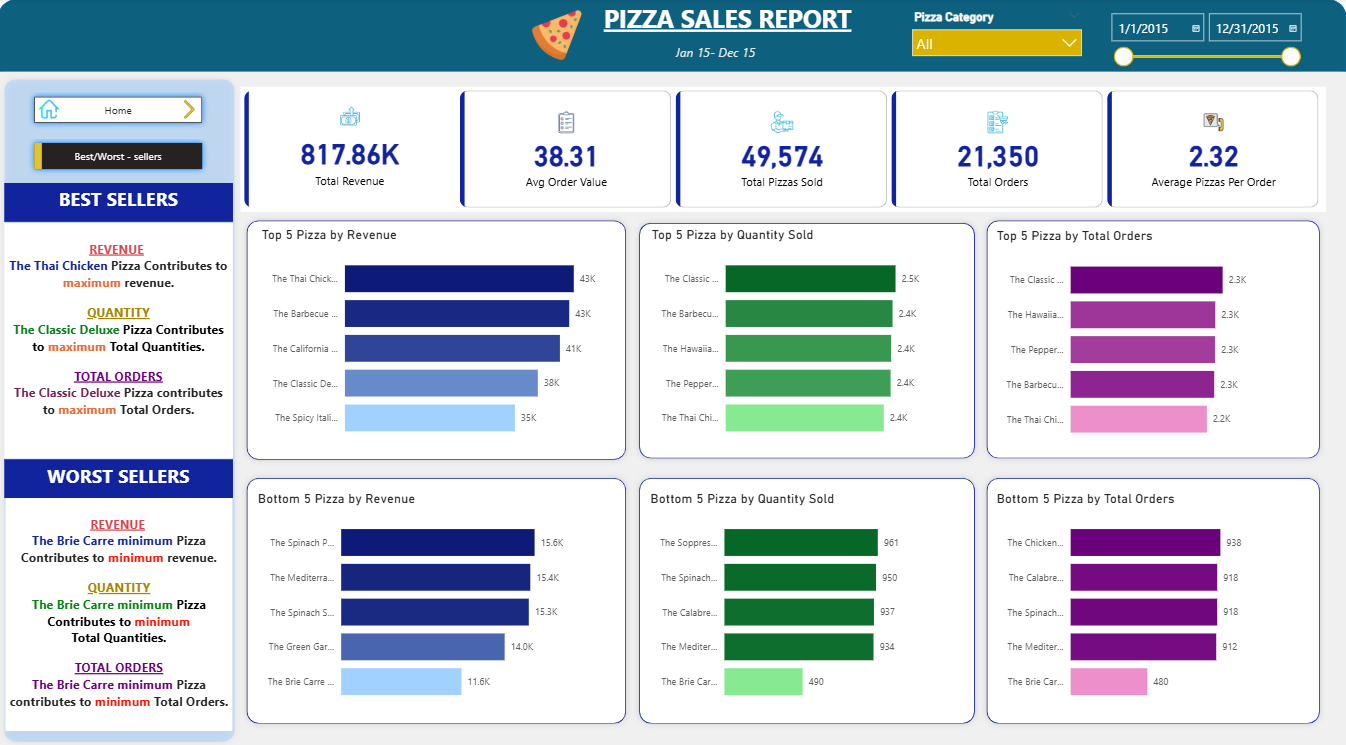 PIZZA SALES REPORT
Jan 15- Dec 15
Pizza Category
All
1/1/2015
12/31/2015
Home
Best/Worst - sellers
BEST SELLERS
REVENUE
The Thai Chicken Pizza Contributes to
maximum revenue.
QUANTITY
The Classic Deluxe Pizza Contributes
to maximum Total Quantities.
TOTAL ORDERS
The Classic Deluxe Pizza contributes
to maximum Total Orders.
WORST SELLERS
REVENUE
The Brie Carre minimum Pizza
Contributes to minimum revenue.
QUANTITY
The Brie Carre minimum Pizza
Contributes to minimum
Total Quantities.
TOTAL ORDERS
The Brie Carre minimum Pizza
contributes to minimum Total Orders.
817.86K
Total Revenue
38.31
Avg Order Value
49,574
Total Pizzas Sold
21,350
Total Orders
2.32
Average Pizzas Per Order
Top 5 Pizza by Revenue
The Thai Chick... 43K
The Barbecue ... 43K
The California ... 41K
The Classic De... 38K
The Spicy Itali... 35K
Top 5 Pizza by Quantity Sold
The Classic ... 2.5K
The Barbecu... 2.4K
The Hawaiia... 2.4K
The Pepper... 2.4K
The Thai Chi... 2.4K
Top 5 Pizza by Total Orders
The Classic ... 2.3K
The Hawaiia... 2.3K
The Pepper... 2.3K
The Barbecu... 2.3K
The Thai Chi... 2.2K
Bottom 5 Pizza by Revenue
The Spinach P... 15.6K
The Mediterra... 15.4K
The Spinach S... 15.3K
The Green Gar... 14.0K
The Brie Carre ... 11.6K
Bottom 5 Pizza by Quantity Sold
The Soppres... 961
The Spinach... 950
The Calabre... 937
The Mediter... 934
The Brie Car... 490
Bottom 5 Pizza by Total Orders
The Chicken... 938
The Calabre... 918
The Spinach... 918
The Mediter... 912
The Brie Car... 480